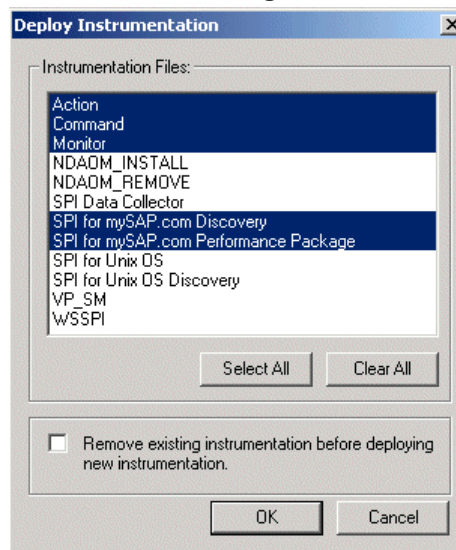 Deploy Instrumentation
Instrumentation Files:
Action
Command
Monitor
NDAOM_INSTALL
NDAOM_REMOVE
SPI Data Collector
SPI for mySAP.com Discovery
SPI for mySAP.com Performance Package
SPI for Unix OS
SPI for Unix OS Discovery
VP_SM
WSSPI
Select All Clear All
Remove existing instrumentation before deploying
new instrumentation.
OK Cancel